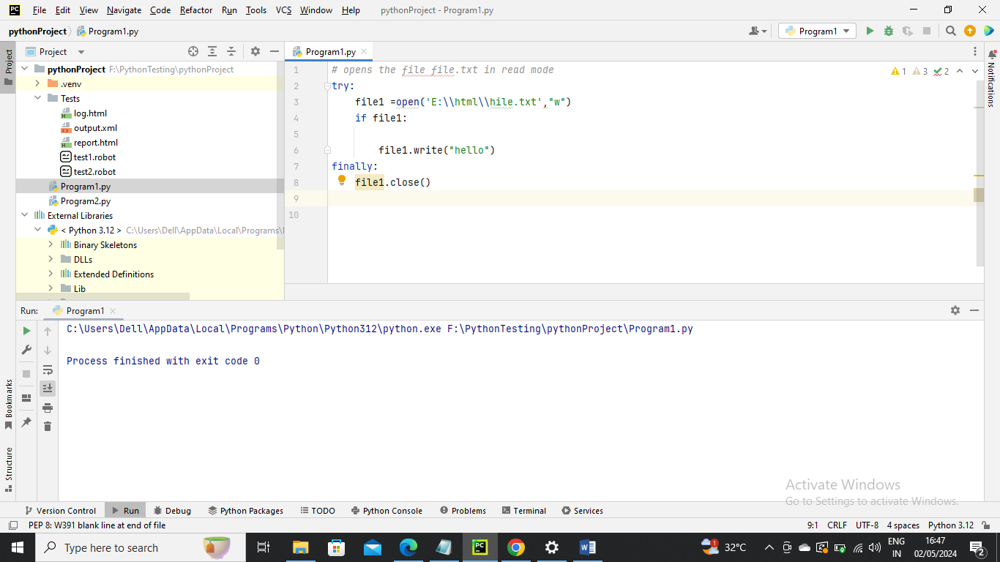 PC File Edit View Navigate Code Refactor Run Tools VCS Window Help pythonProject - Program1.py
pythonProject Program1.py Program1
Project
Project
Program1.py
Notifications
pythonProject F:\PythonTesting\pythonProject
.venv
Tests
log.html
output.xml
report.html
test1.robot
test2.robot
Program1.py
Program2.py
External Libraries
< Python 3.12 > C:\Users\Dell\AppData\Local\Programs\
Binary Skeletons
DLLs
Extended Definitions
Lib
1 # opens the file file.txt in read mode
1 3 2
2 try:
3 file1 =open('E:\\html\\hile.txt',"w")
4 if file1:
5
6 file1.write("hello")
7 finally:
8 file1.close()
9
10
Run: Program1
C:\Users\Dell\AppData\Local\Programs\Python\Python312\python.exe F:\PythonTesting\pythonProject\Program1.py
Process finished with exit code 0
Bookmarks
Structure
Activate Windows
Go to Settings to activate Windows.
Version Control Run Debug Python Packages TODO Python Console Problems Terminal Services
PEP 8: W391 blank line at end of file 9:1 CRLF UTF-8 4 spaces Python 3.12
Type here to search PC 1 32°C ENG 16:47
IN 02/05/2024 2